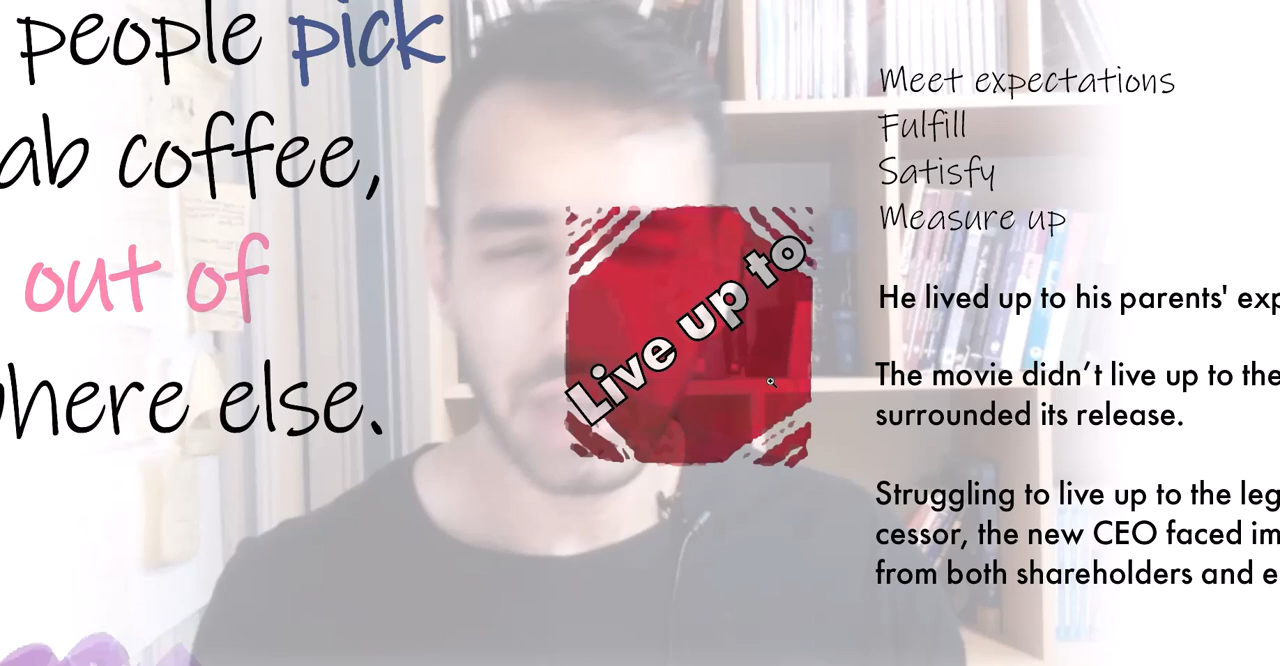 people pick
ab coffee,
out of
where else.
Live up to
Meet expectations
Fulfill
Satisfy
Measure up
He lived up to his parents' exp
The movie didn't live up to the
surrounded its release.
Struggling to live up to the leg
cessor, the new CEO faced im
from both shareholders and e